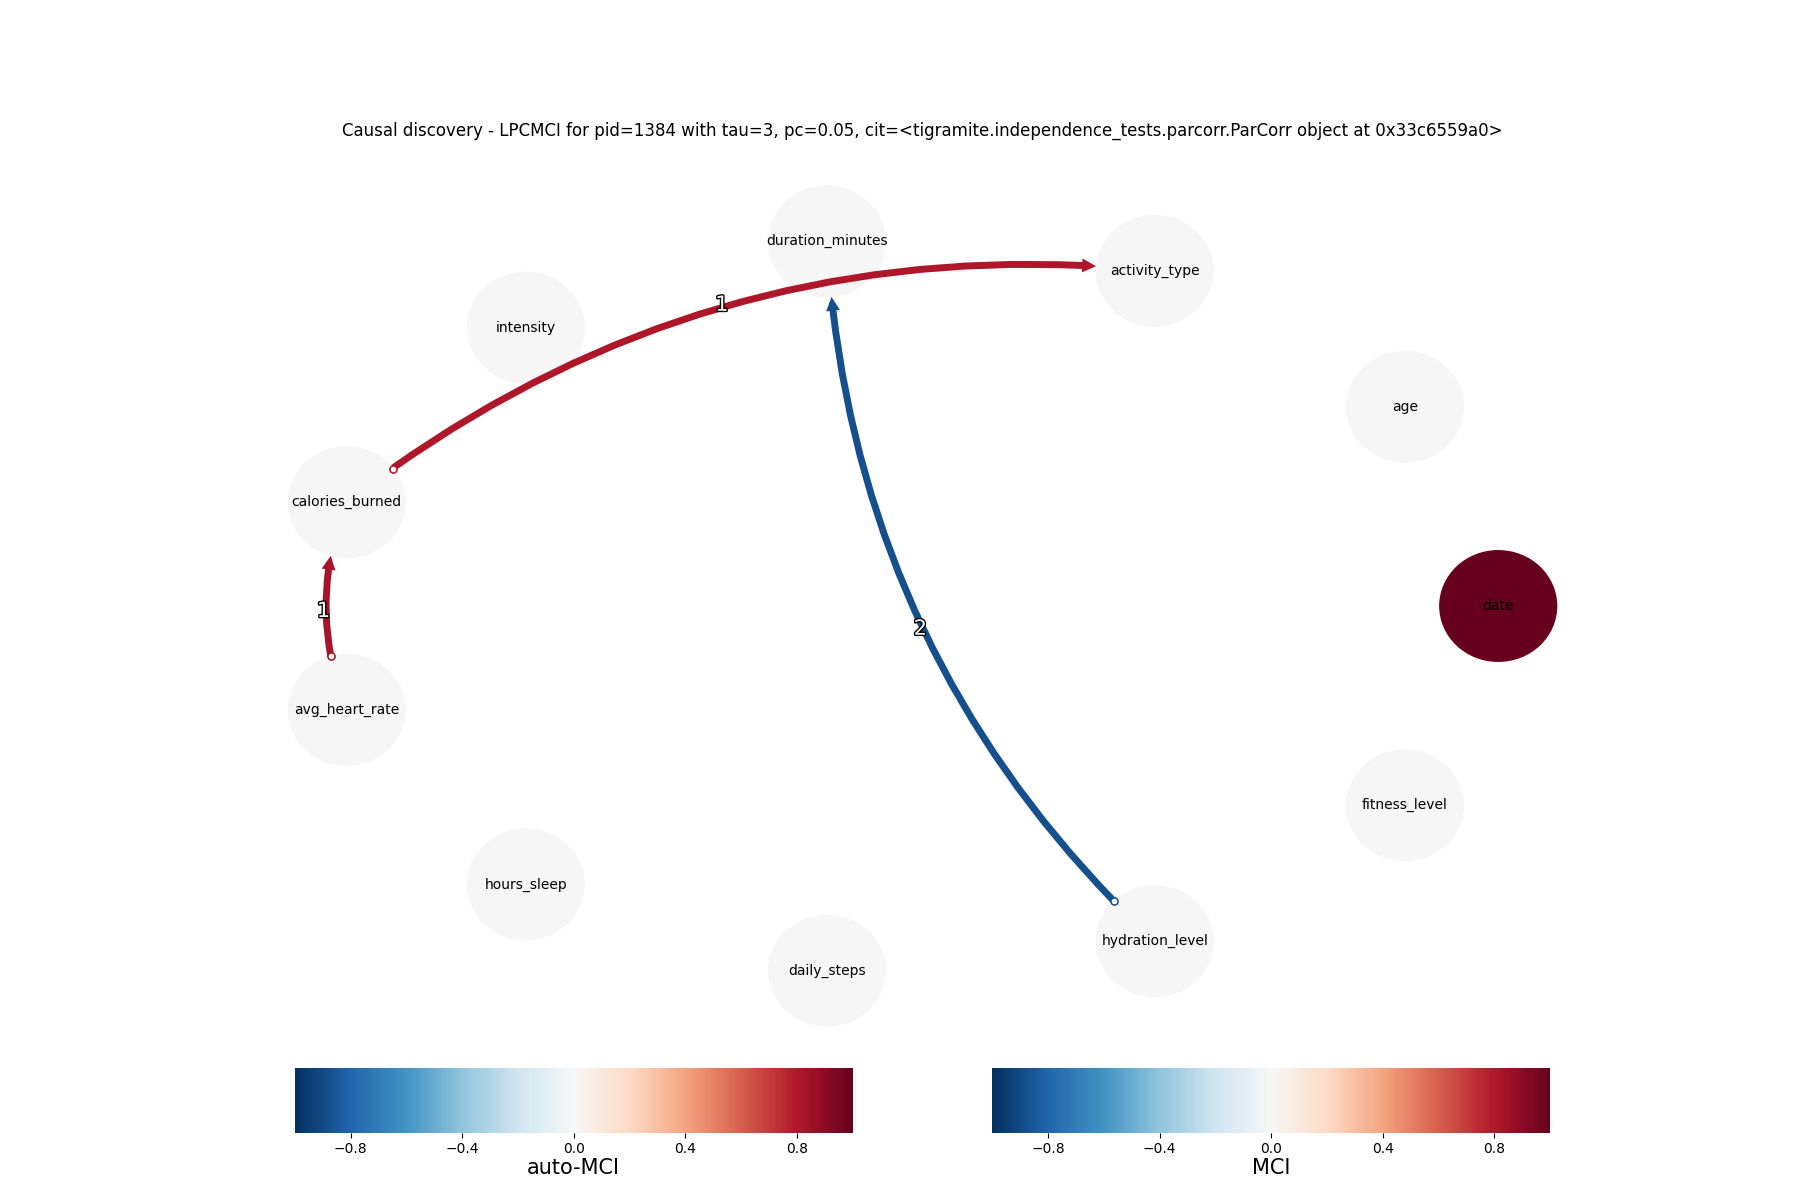 Causal discovery - LPCMCI for pid=1384 with tau=3, pc=0.05, cit=<tigramite.independence_tests.parcorr.ParCorr object at 0x33c6559a0>
duration_minutes
activity_type
1
intensity
age
calories_burned
date
1
2
avg_heart_rate
fitness_level
hours_sleep
hydration_level
daily_steps
−0.8 −0.4 0.0 0.4 0.8
auto-MCI
−0.8 −0.4 0.0 0.4 0.8
MCI